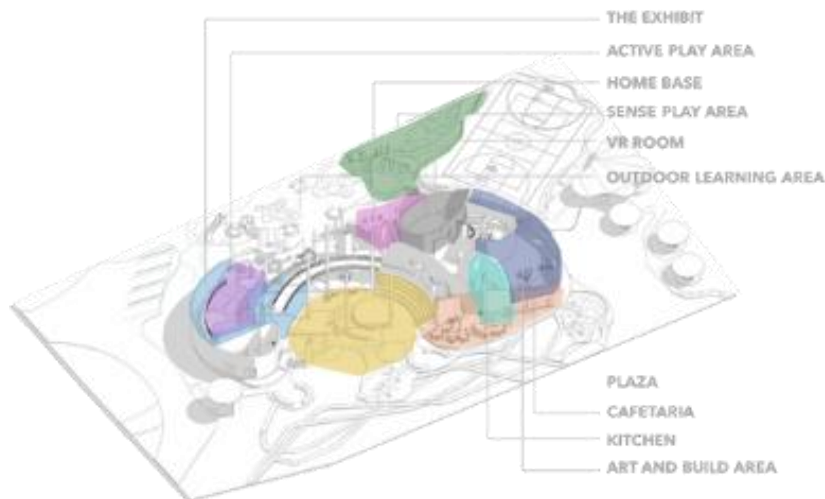 THE EXHIBIT
ACTIVE PLAY AREA
HOME BASE
SENSE PLAY AREA
VR ROOM
OUTDOOR LEARNING AREA
PLAZA
CAFETARIA
KITCHEN
ART AND BUILD AREA